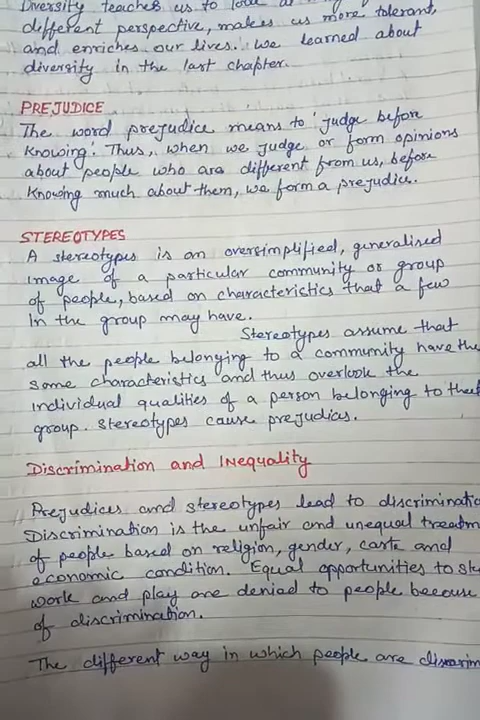 Diversity teaches us to look at
different perspective, makes us more tolerant,
and enriches our lives. We learned about
diversity in the last chapter.
PREJUDICE
The word prejudice means to 'judge before
knowing'. Thus, when we judge or form opinions
about people who are different from us, before
knowing much about them, we form a prejudice.
STEREOTYPES
A stereotypes is an oversimplified, generalised
image of a particular community or group
of people, based on characteristics that a few
in the group may have.
Stereotypes assume that
all the people belonging to a community have the
same characteristics and thus overlook the
individual qualities of a person belonging to that
group. Stereotypes cause prejudices.
Discrimination and Inequality
Prejudices and stereotypes lead to discriminatio
Discrimination is the unfair and unequal treatm
of people based on religion, gender, caste and
economic condition. Equal opportunities to st
work and play are denied to people because
of discrimination.
The different way in which people are discrim